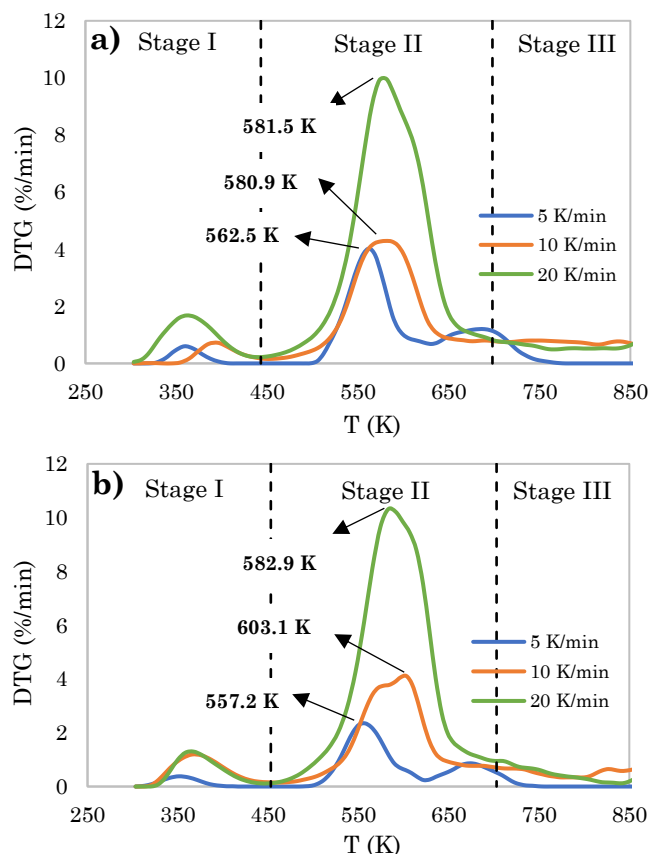 a)
Stage I
Stage II
Stage III
12
10
8
6
4
2
0
DTG (%/min)
581.5 K
580.9 K
562.5 K
5 K/min
10 K/min
20 K/min
250
350
450
550
650
750
850
T (K)
b)
Stage I
Stage II
Stage III
12
10
8
6
4
2
0
DTG (%/min)
582.9 K
603.1 K
557.2 K
5 K/min
10 K/min
20 K/min
250
350
450
550
650
750
850
T (K)